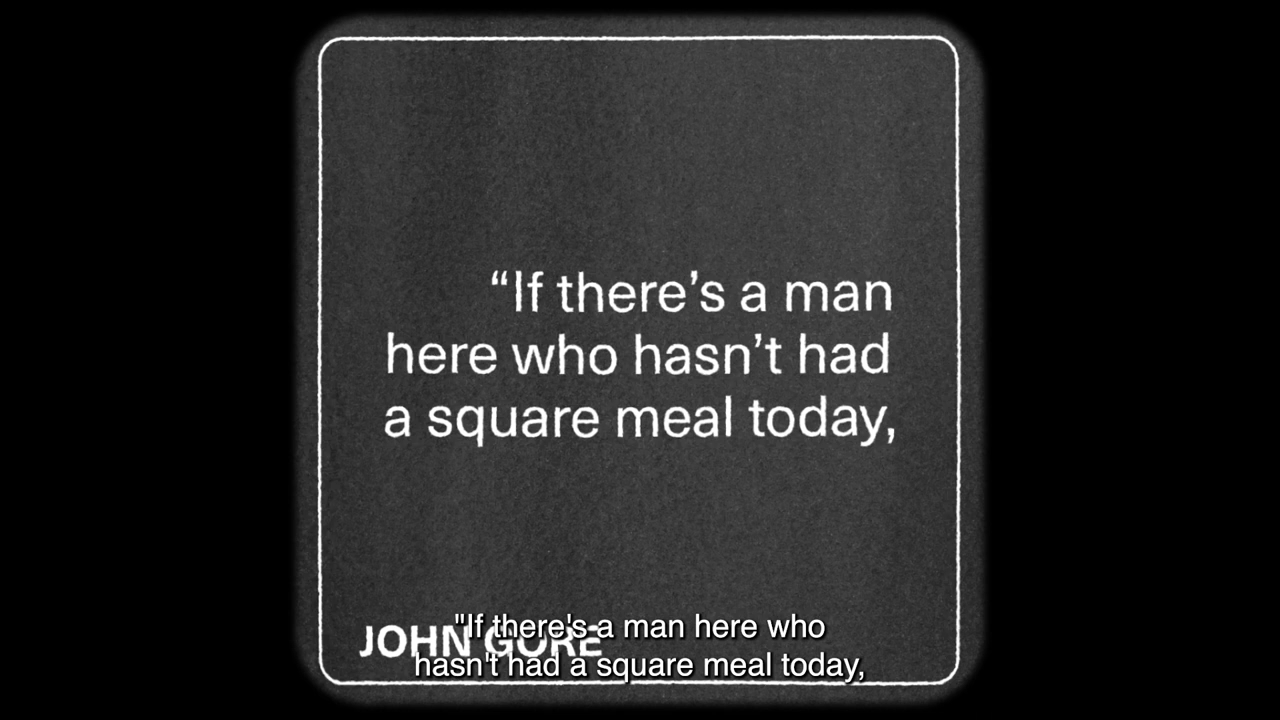 “If there’s a man
here who hasn’t had
a square meal today,
JOHN GORE
"If there's a man here who
hasn't had a square meal today,